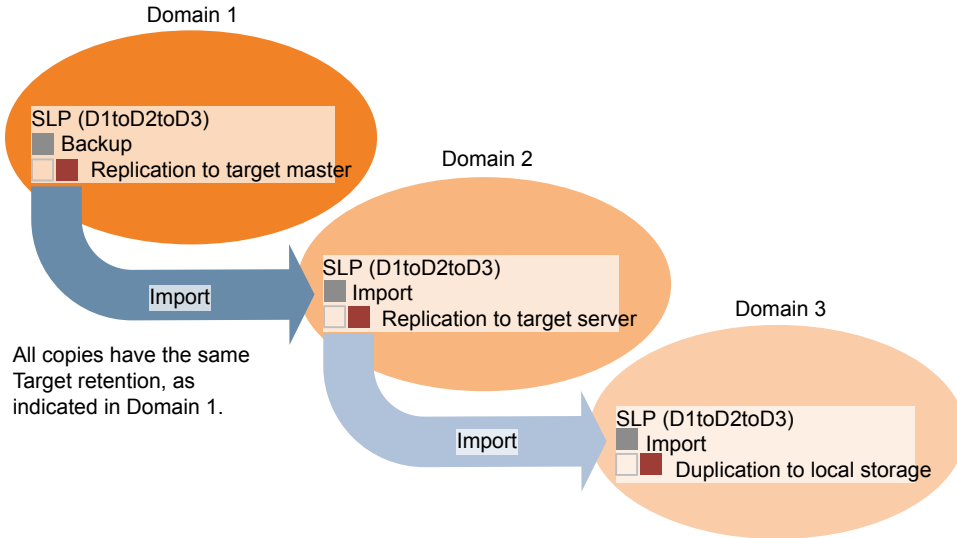 Domain 1
SLP (D1toD2toD3)
Backup
Replication to target master
Domain 2
SLP (D1toD2toD3)
Import
Replication to target server
Import
Domain 3
All copies have the same
Target retention, as
indicated in Domain 1.
SLP (D1toD2toD3)
Import
Duplication to local storage
Import